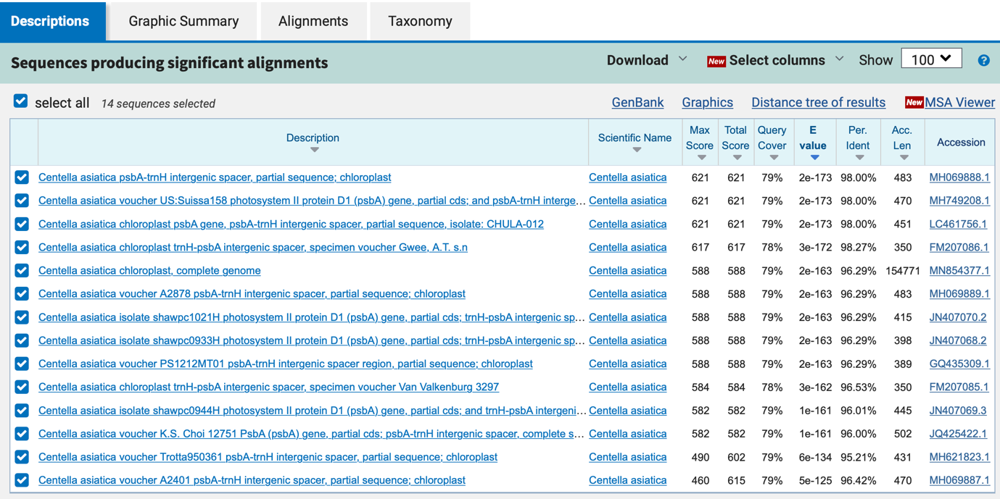 Descriptions Graphic Summary Alignments Taxonomy
Sequences producing significant alignments Download New Select columns Show 100 ?
select all 14 sequences selected GenBank Graphics Distance tree of results New MSA Viewer
Description Scientific Name Max Score Total Score Query Cover E value Per. Ident Acc. Len Accession
Centella asiatica psbA-trnH intergenic spacer, partial sequence; chloroplast Centella asiatica 621 621 79% 2e-173 98.00% 483 MH069888.1
Centella asiatica voucher US:Suissa158 photosystem II protein D1 (psbA) gene, partial cds; and psbA-trnH interge... Centella asiatica 621 621 79% 2e-173 98.00% 470 MH749208.1
Centella asiatica chloroplast psbA gene, psbA-trnH intergenic spacer, partial sequence, isolate: CHULA-012 Centella asiatica 621 621 79% 2e-173 98.00% 451 LC461756.1
Centella asiatica chloroplast trnH-psbA intergenic spacer, specimen voucher Gwee, A.T. s.n Centella asiatica 617 617 78% 3e-172 98.27% 350 FM207086.1
Centella asiatica chloroplast, complete genome Centella asiatica 588 588 79% 2e-163 96.29% 154771 MN854377.1
Centella asiatica voucher A2878 psbA-trnH intergenic spacer, partial sequence; chloroplast Centella asiatica 588 588 79% 2e-163 96.29% 483 MH069889.1
Centella asiatica isolate shawpc1021H photosystem II protein D1 (psbA) gene, partial cds; trnH-psbA intergenic sp... Centella asiatica 588 588 79% 2e-163 96.29% 415 JN407070.2
Centella asiatica isolate shawpc0933H photosystem II protein D1 (psbA) gene, partial cds; trnH-psbA intergenic sp... Centella asiatica 588 588 79% 2e-163 96.29% 398 JN407068.2
Centella asiatica voucher PS1212MT01 psbA-trnH intergenic spacer region, partial sequence; chloroplast Centella asiatica 588 588 79% 2e-163 96.29% 389 GQ435309.1
Centella asiatica chloroplast trnH-psbA intergenic spacer, specimen voucher Van Valkenburg 3297 Centella asiatica 584 584 78% 3e-162 96.53% 350 FM207085.1
Centella asiatica isolate shawpc0944H photosystem II protein D1 (psbA) gene, partial cds; and trnH-psbA intergeni... Centella asiatica 582 582 79% 1e-161 96.01% 445 JN407069.3
Centella asiatica voucher K.S. Choi 12751 PsbA (psbA) gene, partial cds; psbA-trnH intergenic spacer, complete s... Centella asiatica 582 582 79% 1e-161 96.00% 502 JQ425422.1
Centella asiatica voucher Trotta950361 psbA-trnH intergenic spacer, partial sequence; chloroplast Centella asiatica 490 602 79% 6e-134 95.21% 431 MH621823.1
Centella asiatica voucher A2401 psbA-trnH intergenic spacer, partial sequence; chloroplast Centella asiatica 460 615 79% 5e-125 96.42% 470 MH069887.1